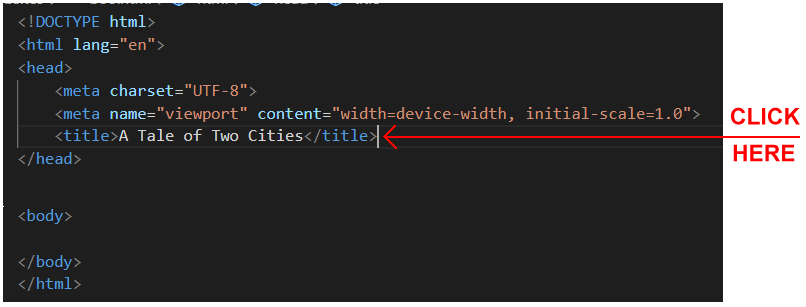 <!DOCTYPE html>
<html lang="en">
<head>
    <meta charset="UTF-8">
    <meta name="viewport" content="width=device-width, initial-scale=1.0">
    <title>A Tale of Two Cities</title>
</head>
<body>
</body>
</html>
CLICK
HERE